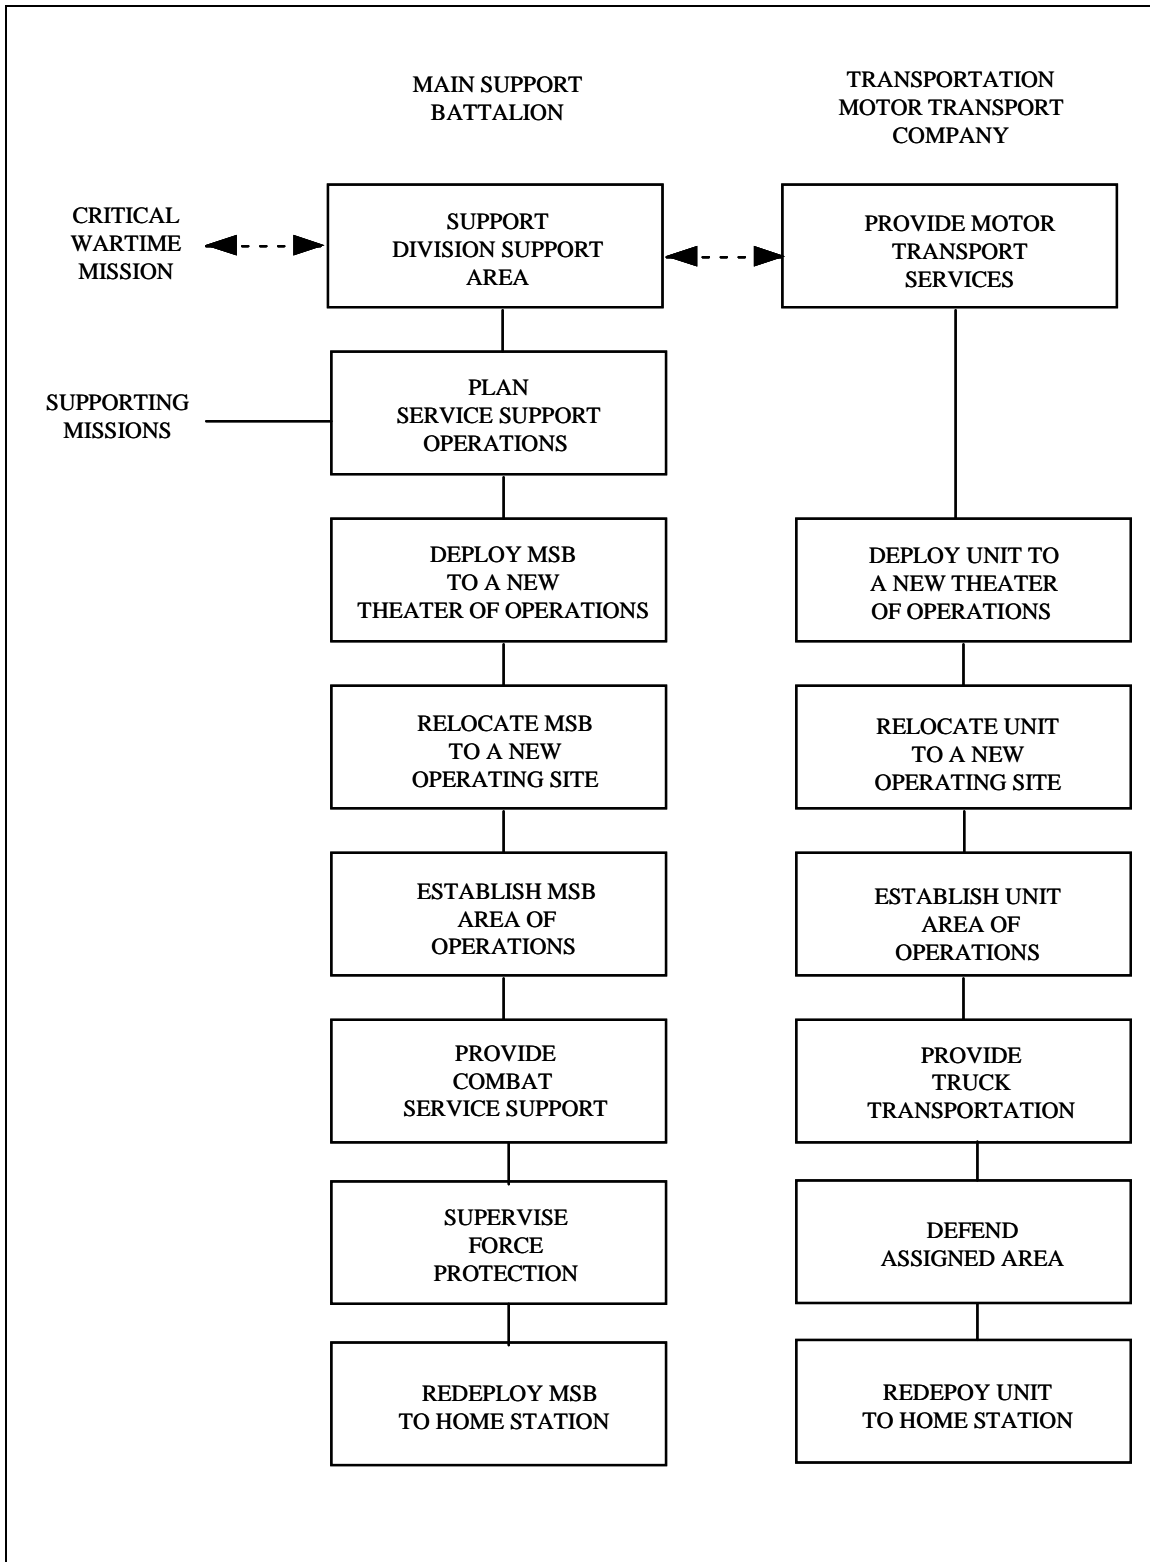 MAIN SUPPORT
BATTALION
TRANSPORTATION
MOTOR TRANSPORT
COMPANY
CRITICAL
WARTIME
MISSION
SUPPORT
DIVISION SUPPORT
AREA
PROVIDE MOTOR
TRANSPORT
SERVICES
SUPPORTING
MISSIONS
PLAN
SERVICE SUPPORT
OPERATIONS
DEPLOY MSB
TO A NEW
THEATER OF OPERATIONS
DEPLOY UNIT TO
A NEW THEATER
OF OPERATIONS
RELOCATE MSB
TO A NEW
OPERATING SITE
RELOCATE UNIT
TO A NEW
OPERATING SITE
ESTABLISH MSB
AREA OF
OPERATIONS
ESTABLISH UNIT
AREA OF
OPERATIONS
PROVIDE
COMBAT
SERVICE SUPPORT
PROVIDE
TRUCK
TRANSPORTATION
SUPERVISE
FORCE
PROTECTION
DEFEND
ASSIGNED AREA
REDEPLOY MSB
TO HOME STATION
REDEPOY UNIT
TO HOME STATION